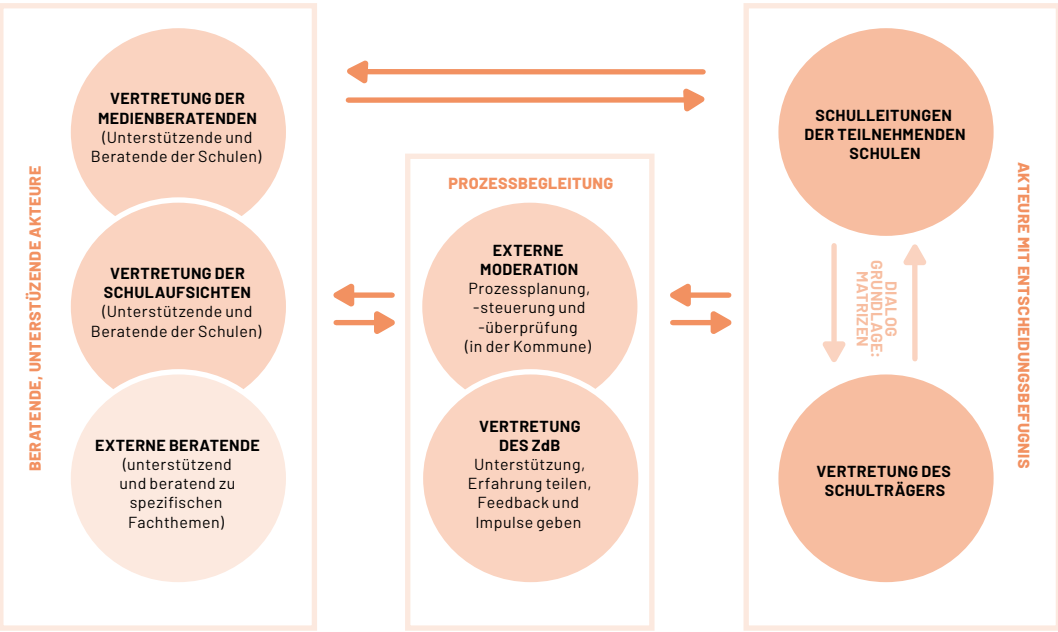 BERATENDE, UNTERSTÜZENDE AKTEURE
VERTRETUNG DER
MEDIENBERATENDEN
(Unterstützende und
Beratende der Schulen)
VERTRETUNG DER
SCHULAUFSICHTEN
(Unterstützende und
Beratende der Schulen)
EXTERNE BERATENDE
(unterstützend
und beratend zu
spezifischen
Fachthemen)
PROZESSBEGLEITUNG
EXTERNE
MODERATION
Prozessplanung,
-steuerung und
-überprüfung
(in der Kommune)
VERTRETUNG
DES ZdB
Unterstützung,
Erfahrung teilen,
Feedback und
Impulse geben
SCHULLEITUNGEN
DER TEILNEHMENDEN
SCHULEN
DIALOG
GRUNDLAGE:
MATRIZEN
VERTRETUNG DES
SCHULTRÄGERS
AKTEURE MIT ENTSCHEIDUNGSBEFUGNIS